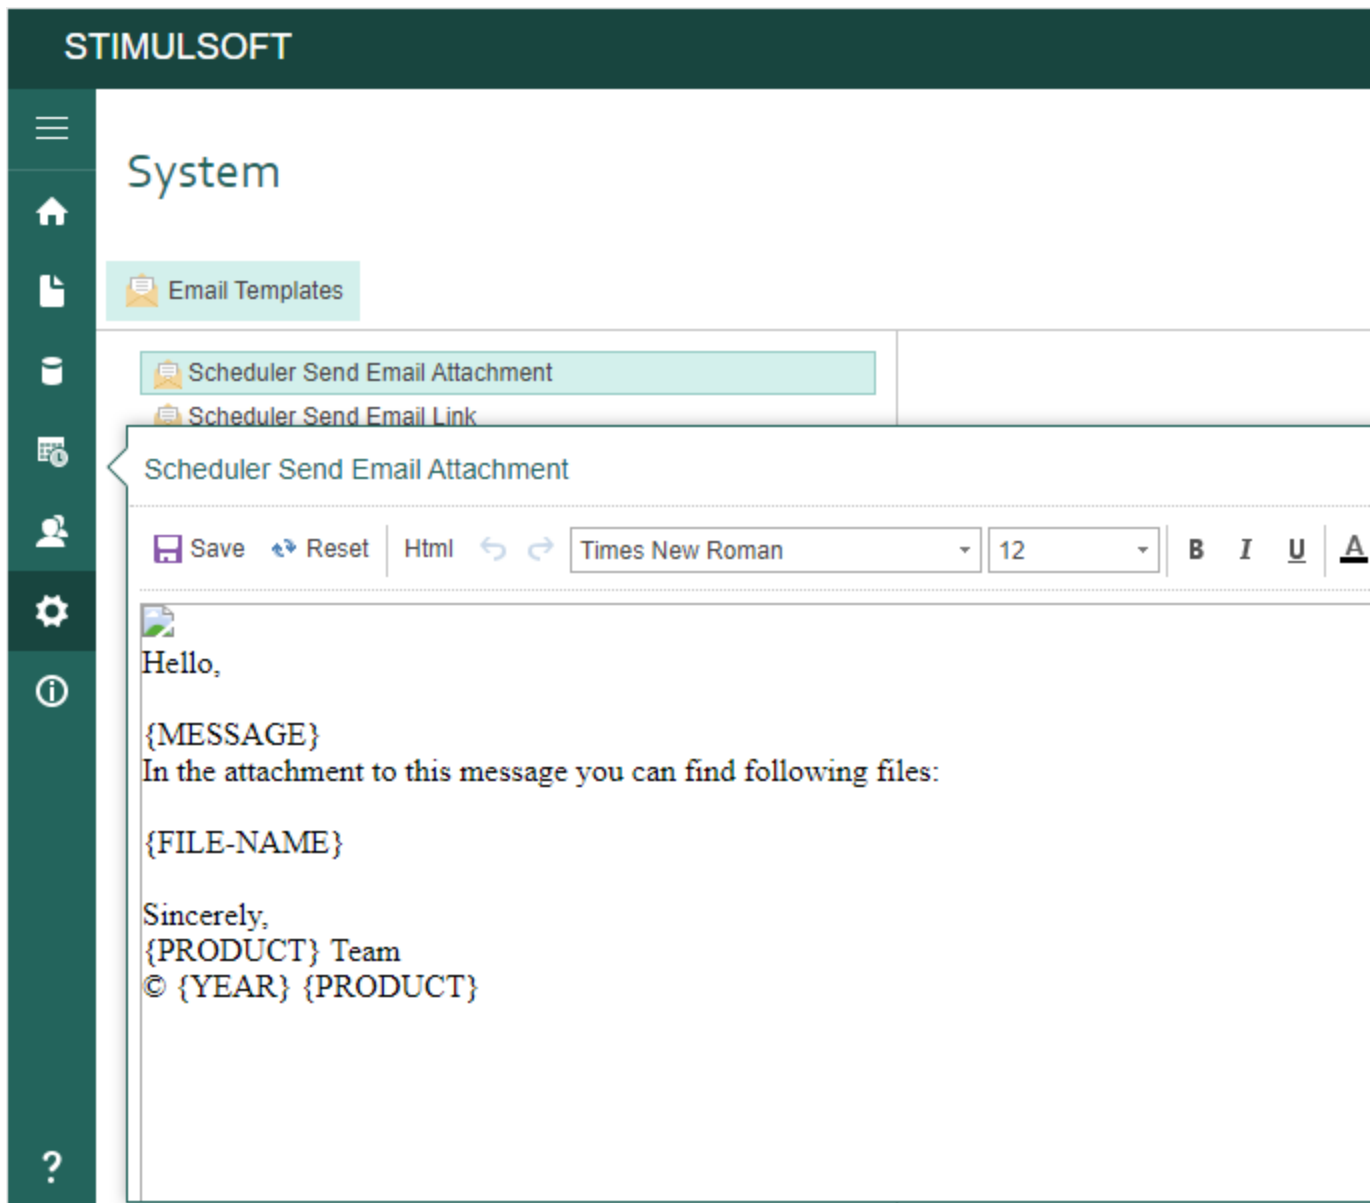 STIMULSOFT
System
Email Templates
Scheduler Send Email Attachment
Scheduler Send Email Link
Scheduler Send Email Attachment
Save Reset Html Times New Roman 12 B I U A
Hello,
{MESSAGE}
In the attachment to this message you can find following files:
{FILE-NAME}
Sincerely,
{PRODUCT} Team
© {YEAR} {PRODUCT}
?